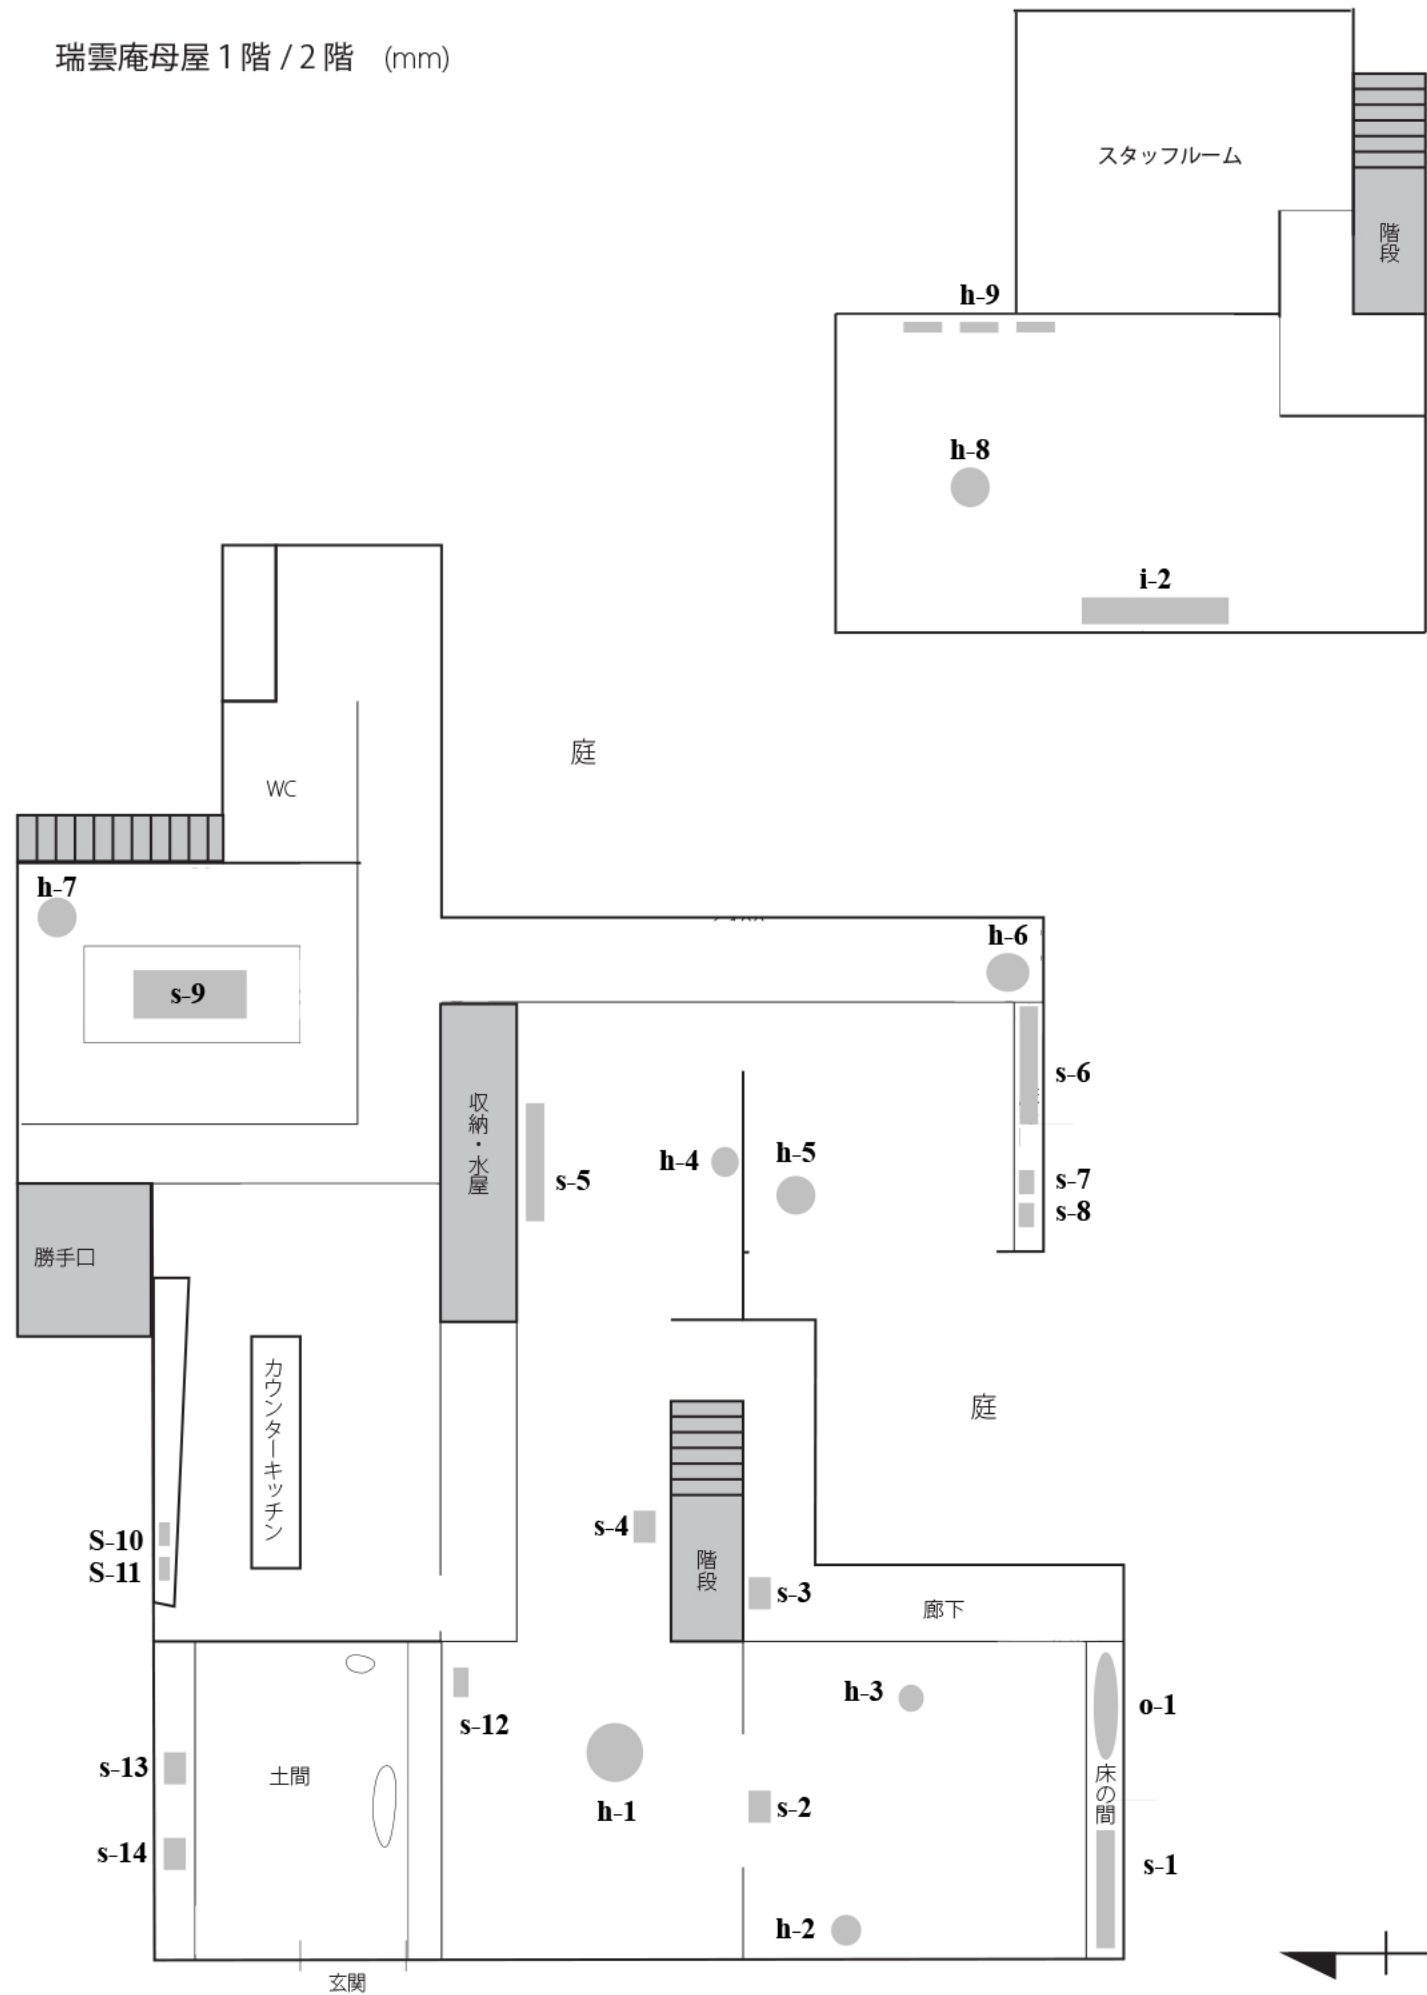 瑞雲庵母屋 1 階 / 2 階 (mm)
スタッフルーム
階段
h-9
h-8
i-2
庭
WC
h-7
s-9
h-6
収納・水屋
s-6
h-4
h-5
s-5
s-7
s-8
勝手口
カウンターキッチン
庭
S-10
S-11
s-4
階段
s-3
廊下
h-3
o-1
s-12
s-13
土間
h-1
s-2
床の間
s-14
s-1
h-2
玄関